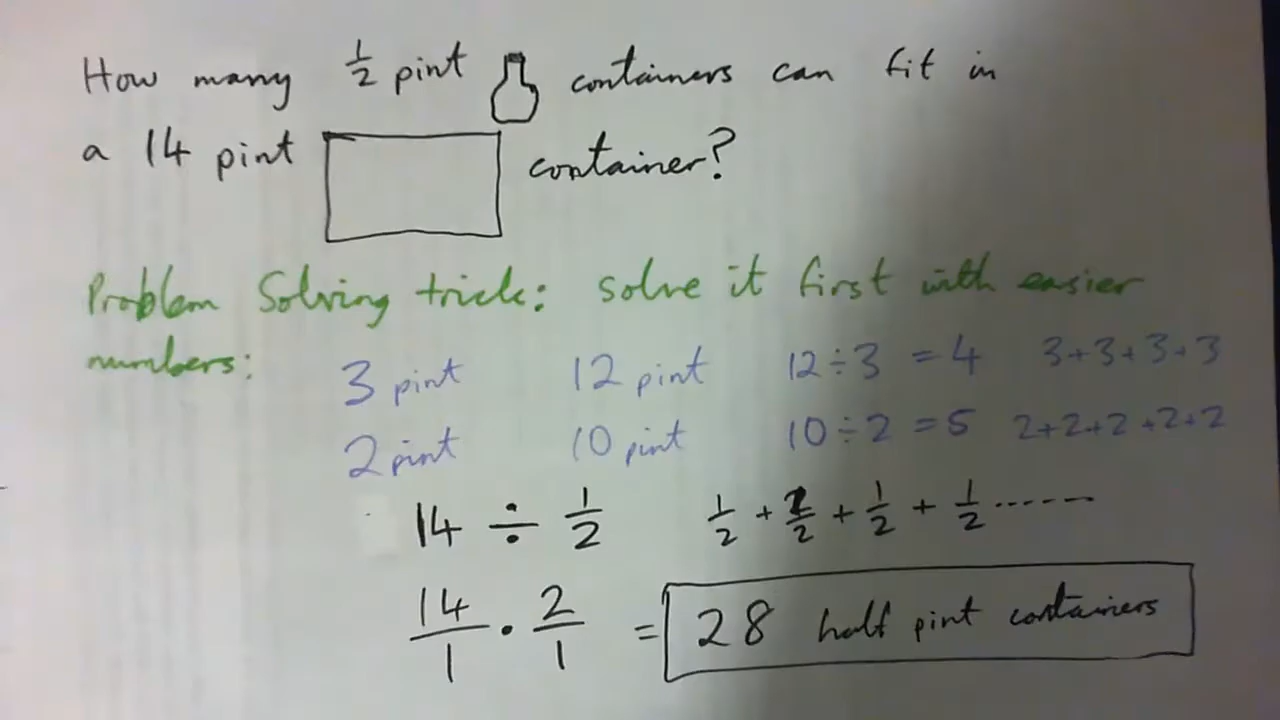 How many 1/2 pint containers can fit in
a 14 pint container?
Problem Solving trick: solve it first with easier
numbers:
3 pint 12 pint 12 ÷ 3 = 4 3+3+3+3
2 pint 10 pint 10 ÷ 2 = 5 2+2+2+2+2
14 ÷ 1/2 1/2 + 1/2 + 1/2 + 1/2 ......
14/1 · 2/1 = 28 half pint containers